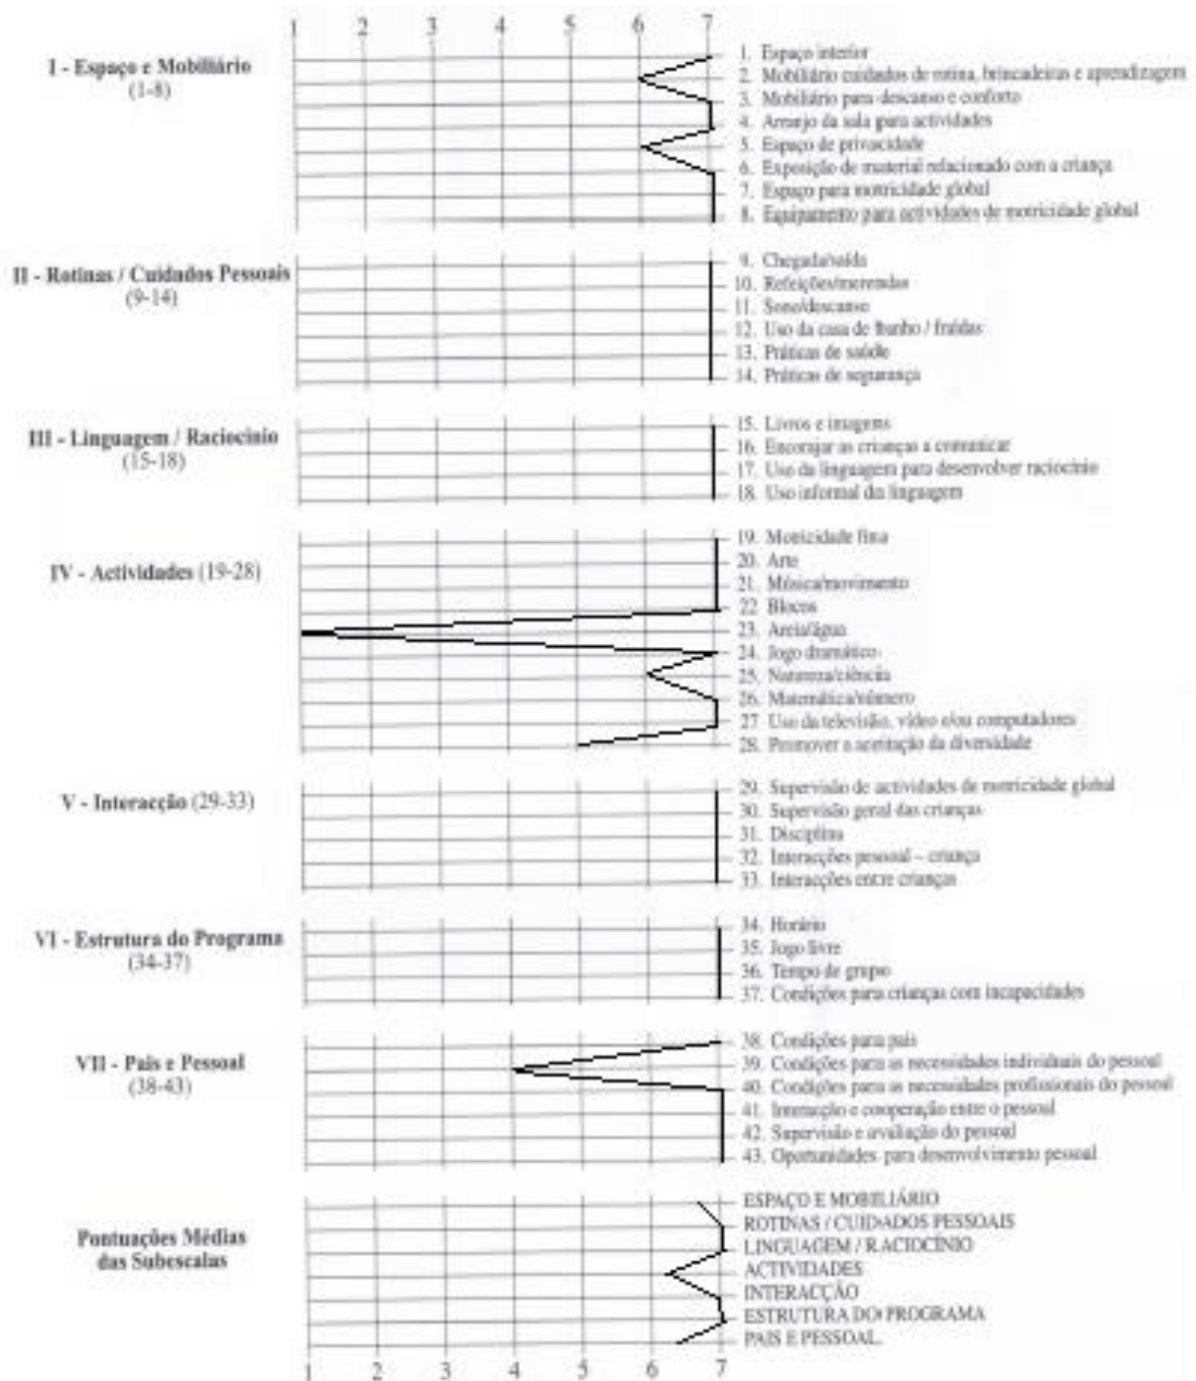 1 2 3 4 5 6 7
I - Espaço e Mobiliário
(1-8)
1. Espaço interior
2. Mobiliário cuidados de rotina, brincadeiras e aprendizagem
3. Mobiliário para descanso e conforto
4. Arranjo da sala para actividades
5. Espaço de privacidade
6. Exposição de material relacionado com a criança
7. Espaço para motricidade global
8. Equipamento para actividades de motricidade global
II - Rotinas / Cuidados Pessoais
(9-14)
9. Chegada/saída
10. Refeições/merendas
11. Sono/descanso
12. Uso da casa de banho / fraldas
13. Práticas de saúde
14. Práticas de segurança
III - Linguagem / Raciocínio
(15-18)
15. Livros e imagens
16. Encorajar as crianças a comunicar
17. Uso da linguagem para desenvolver raciocínio
18. Uso informal da linguagem
IV - Actividades (19-28)
19. Motricidade fina
20. Arte
21. Música/movimento
22 Blocos
23. Areia/água
24. Jogo dramático
25. Natureza/ciência
26. Matemática/número
27 Uso da televisão, vídeo e/ou computadores
28. Promover a aceitação da diversidade
V - Interacção (29-33)
29. Supervisão de actividades de motricidade global
30. Supervisão geral das crianças
31. Disciplina
32. Interacções pessoal – criança
33. Interacções entre crianças
VI - Estrutura do Programa
(34-37)
34. Horário
35. Jogo livre
36. Tempo de grupo
37. Condições para crianças com incapacidades
VII - Pais e Pessoal
(38-43)
38. Condições para pais
39. Condições para as necessidades individuais do pessoal
40. Condições para as necessidades profissionais do pessoal
41. Interacção e cooperação entre o pessoal
42. Supervisão e avaliação do pessoal
43. Oportunidades para desenvolvimento pessoal
Pontuações Médias
das Subescalas
ESPAÇO E MOBILIÁRIO
ROTINAS / CUIDADOS PESSOAIS
LINGUAGEM / RACIOCÍNIO
ACTIVIDADES
INTERACÇÃO
ESTRUTURA DO PROGRAMA
PAIS E PESSOAL
1 2 3 4 5 6 7